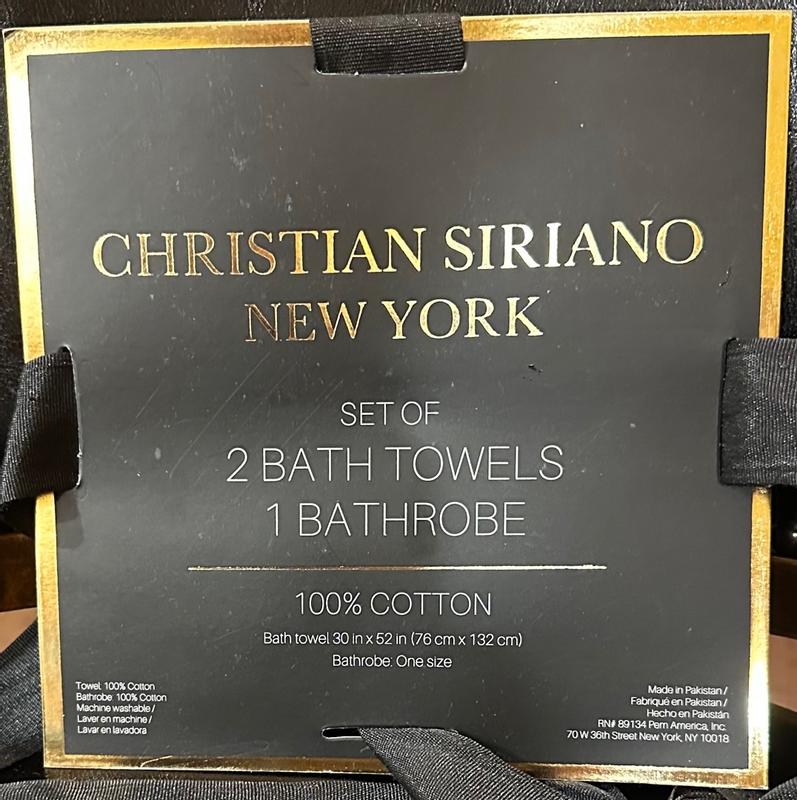 CHRISTIAN SIRIANO
NEW YORK
SET OF
2 BATH TOWELS
1 BATHROBE
100% COTTON
Bath towel 30 in x 52 in (76 cm x 132 cm)
Bathrobe: One size
Towel: 100% Cotton
Bathrobe: 100% Cotton
Machine washable /
Laver en machine /
Lavar en lavadora
Made in Pakistan /
Fabriqué en Pakistan /
Hecho en Pakistán
RN# 89134 Pem America, Inc.
70 W 36th Street New York, NY 10018